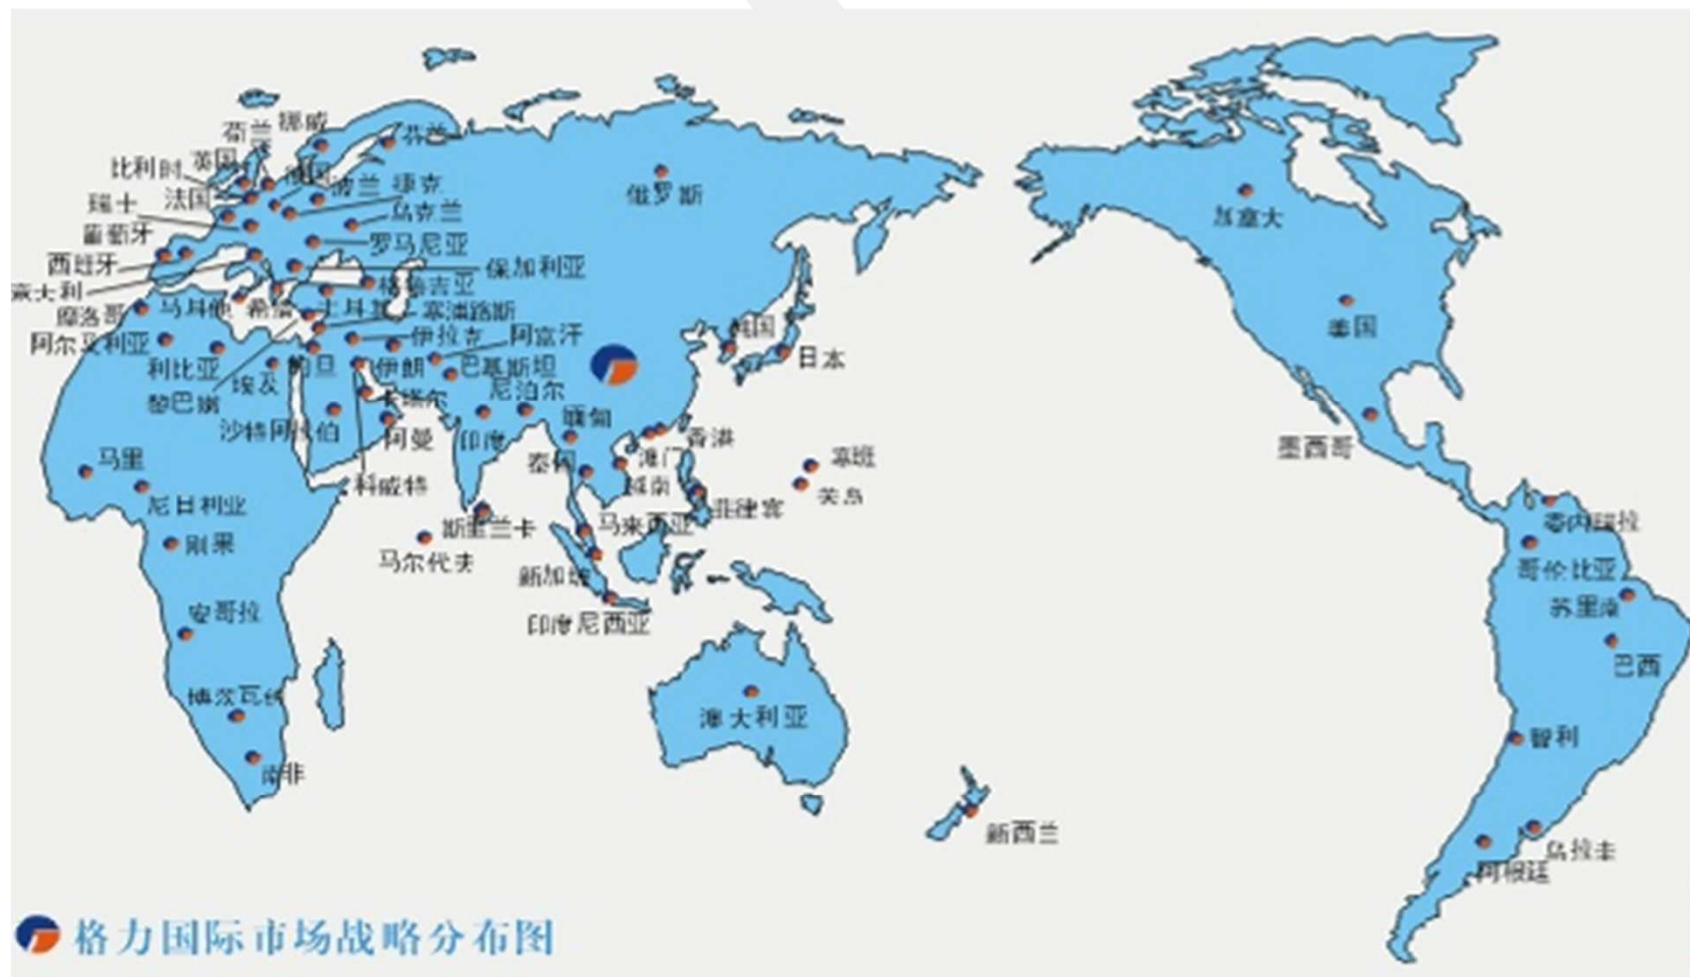 荷兰
挪威
芬兰
比利时
英国
德国
波兰
捷克
瑞士
法国
乌克兰
葡萄牙
罗马尼亚
西班牙
保加利亚
意大利
格鲁吉亚
摩洛哥
马耳他
希腊
土耳其
塞浦路斯
阿尔及利亚
伊拉克
阿富汗
利比亚
约旦
伊朗
巴基斯坦
黎巴嫩
埃及
卡塔尔
尼泊尔
沙特阿拉伯
阿曼
印度
缅甸
香港
马里
泰国
澳门
塞班
尼日利亚
科威特
越南
关岛
菲律宾
刚果
斯里兰卡
马来西亚
马尔代夫
新加坡
安哥拉
印度尼西亚
博茨瓦纳
澳大利亚
南非
新西兰
俄罗斯
韩国
日本
加拿大
美国
墨西哥
委内瑞拉
哥伦比亚
苏里南
巴西
智利
乌拉圭
阿根廷
格力国际市场战略分布图